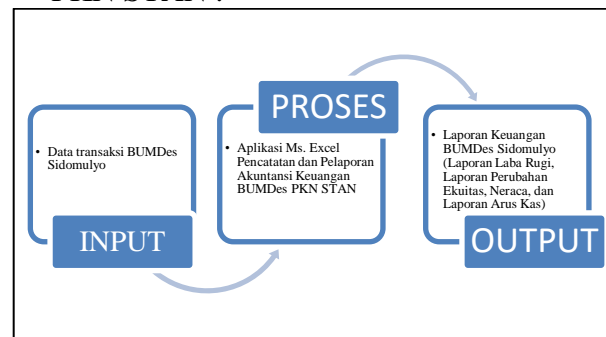 • Data transaksi BUMDes
Sidomulyo
INPUT
PROSES
• Aplikasi Ms. Excel
Pencatatan dan Pelaporan
Akuntansi Keuangan
BUMDes PKN STAN
• Laporan Keuangan
BUMDes Sidomulyo
(Laporan Laba Rugi,
Laporan Perubahan
Ekuitas, Neraca, dan
Laporan Arus Kas)
OUTPUT